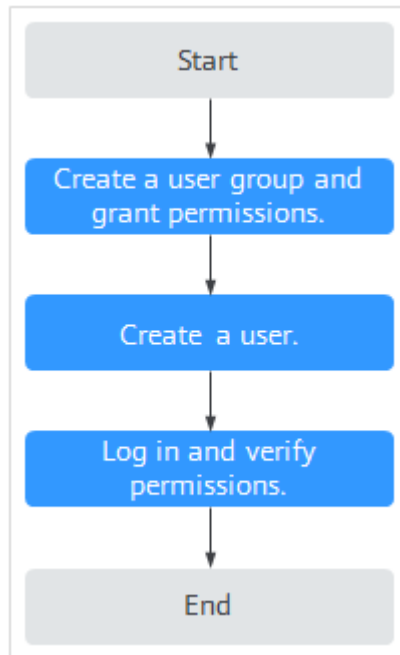 Start
Create a user group and
grant permissions.
Create a user.
Log in and verify
permissions.
End